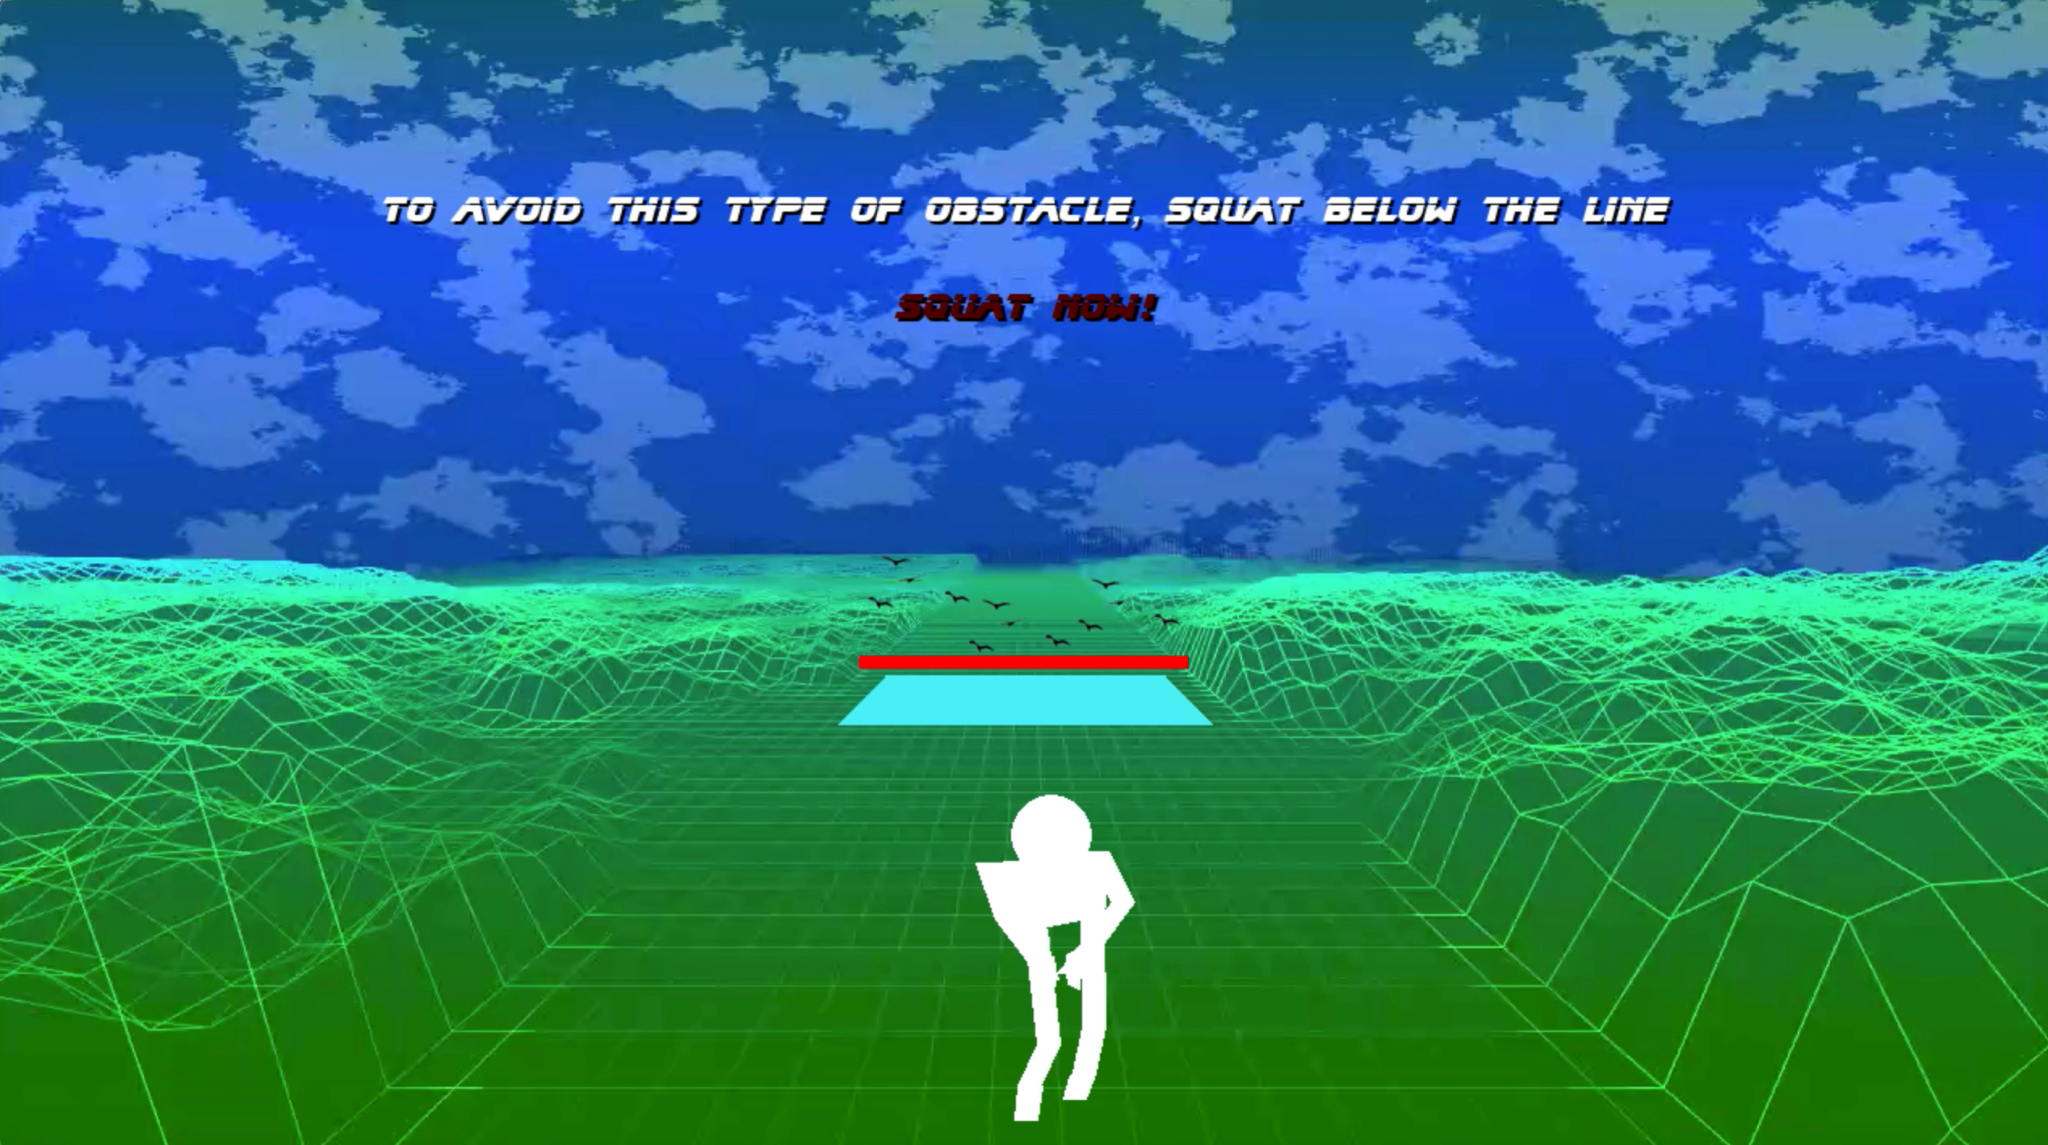 TO AVOID THIS TYPE OF OBSTACLE, SQUAT BELOW THE LINE
SQUAT NOW!